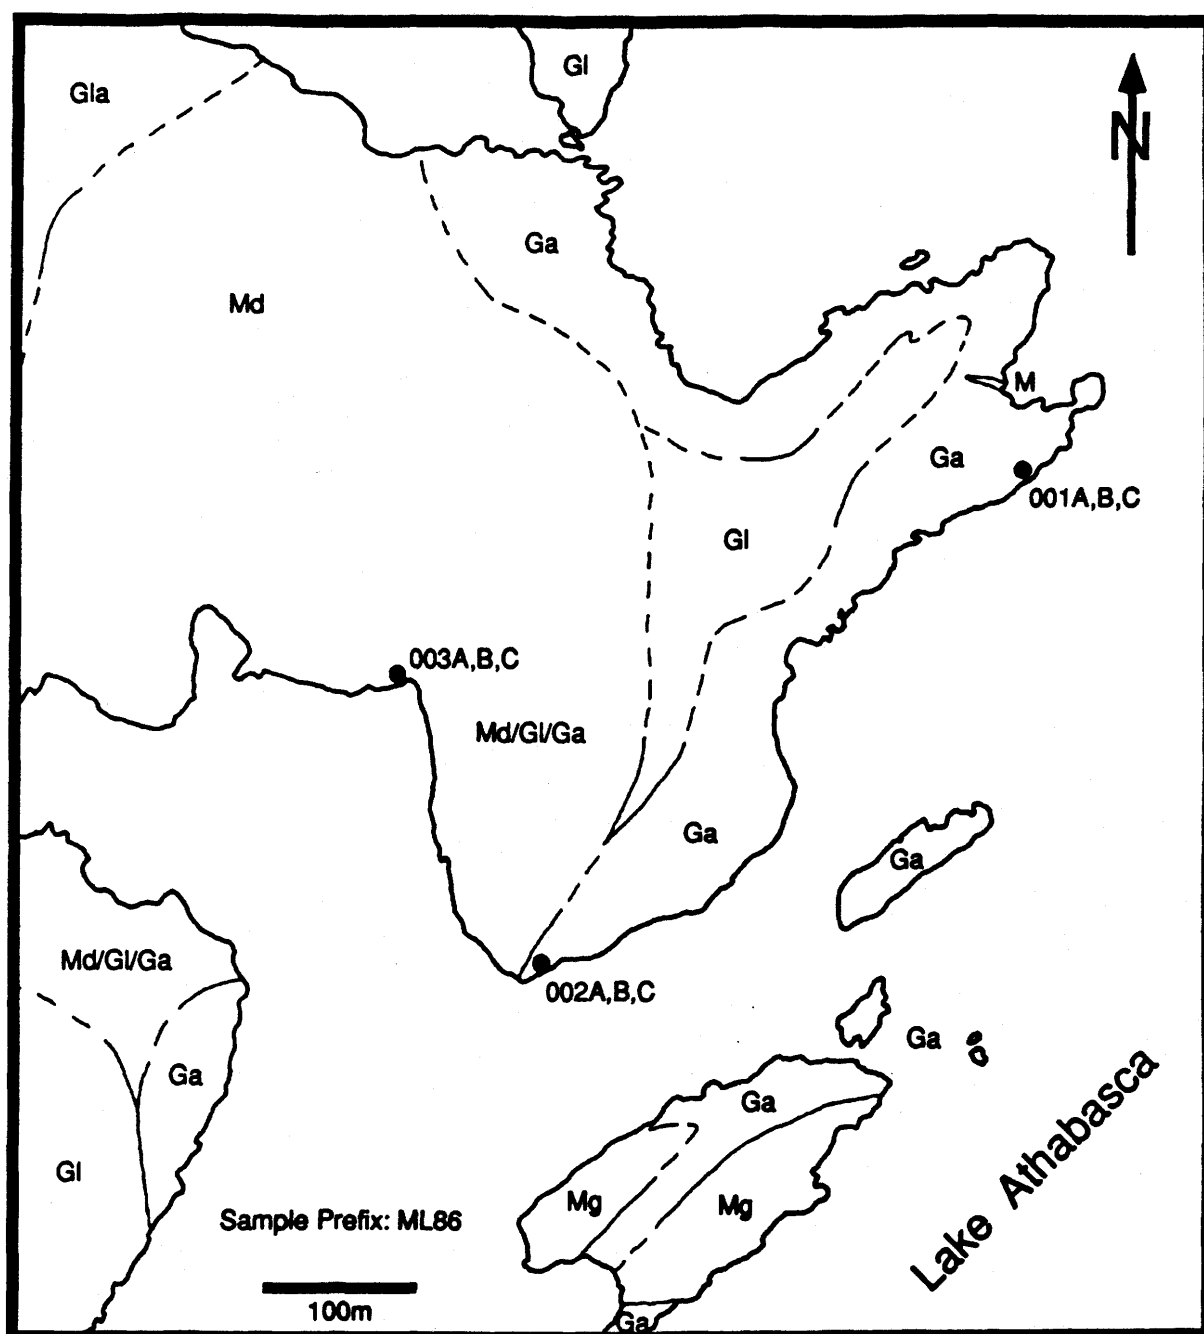 Gl
Gla
N
Ga
Md
M
Ga
001A,B,C
Gl
003A,B,C
Md/Gl/Ga
Ga
Ga
Md/Gl/Ga
002A,B,C
Ga
Ga
Ga
Gl
Mg
Mg
Sample Prefix: ML86
Lake Athabasca
100m
Ga